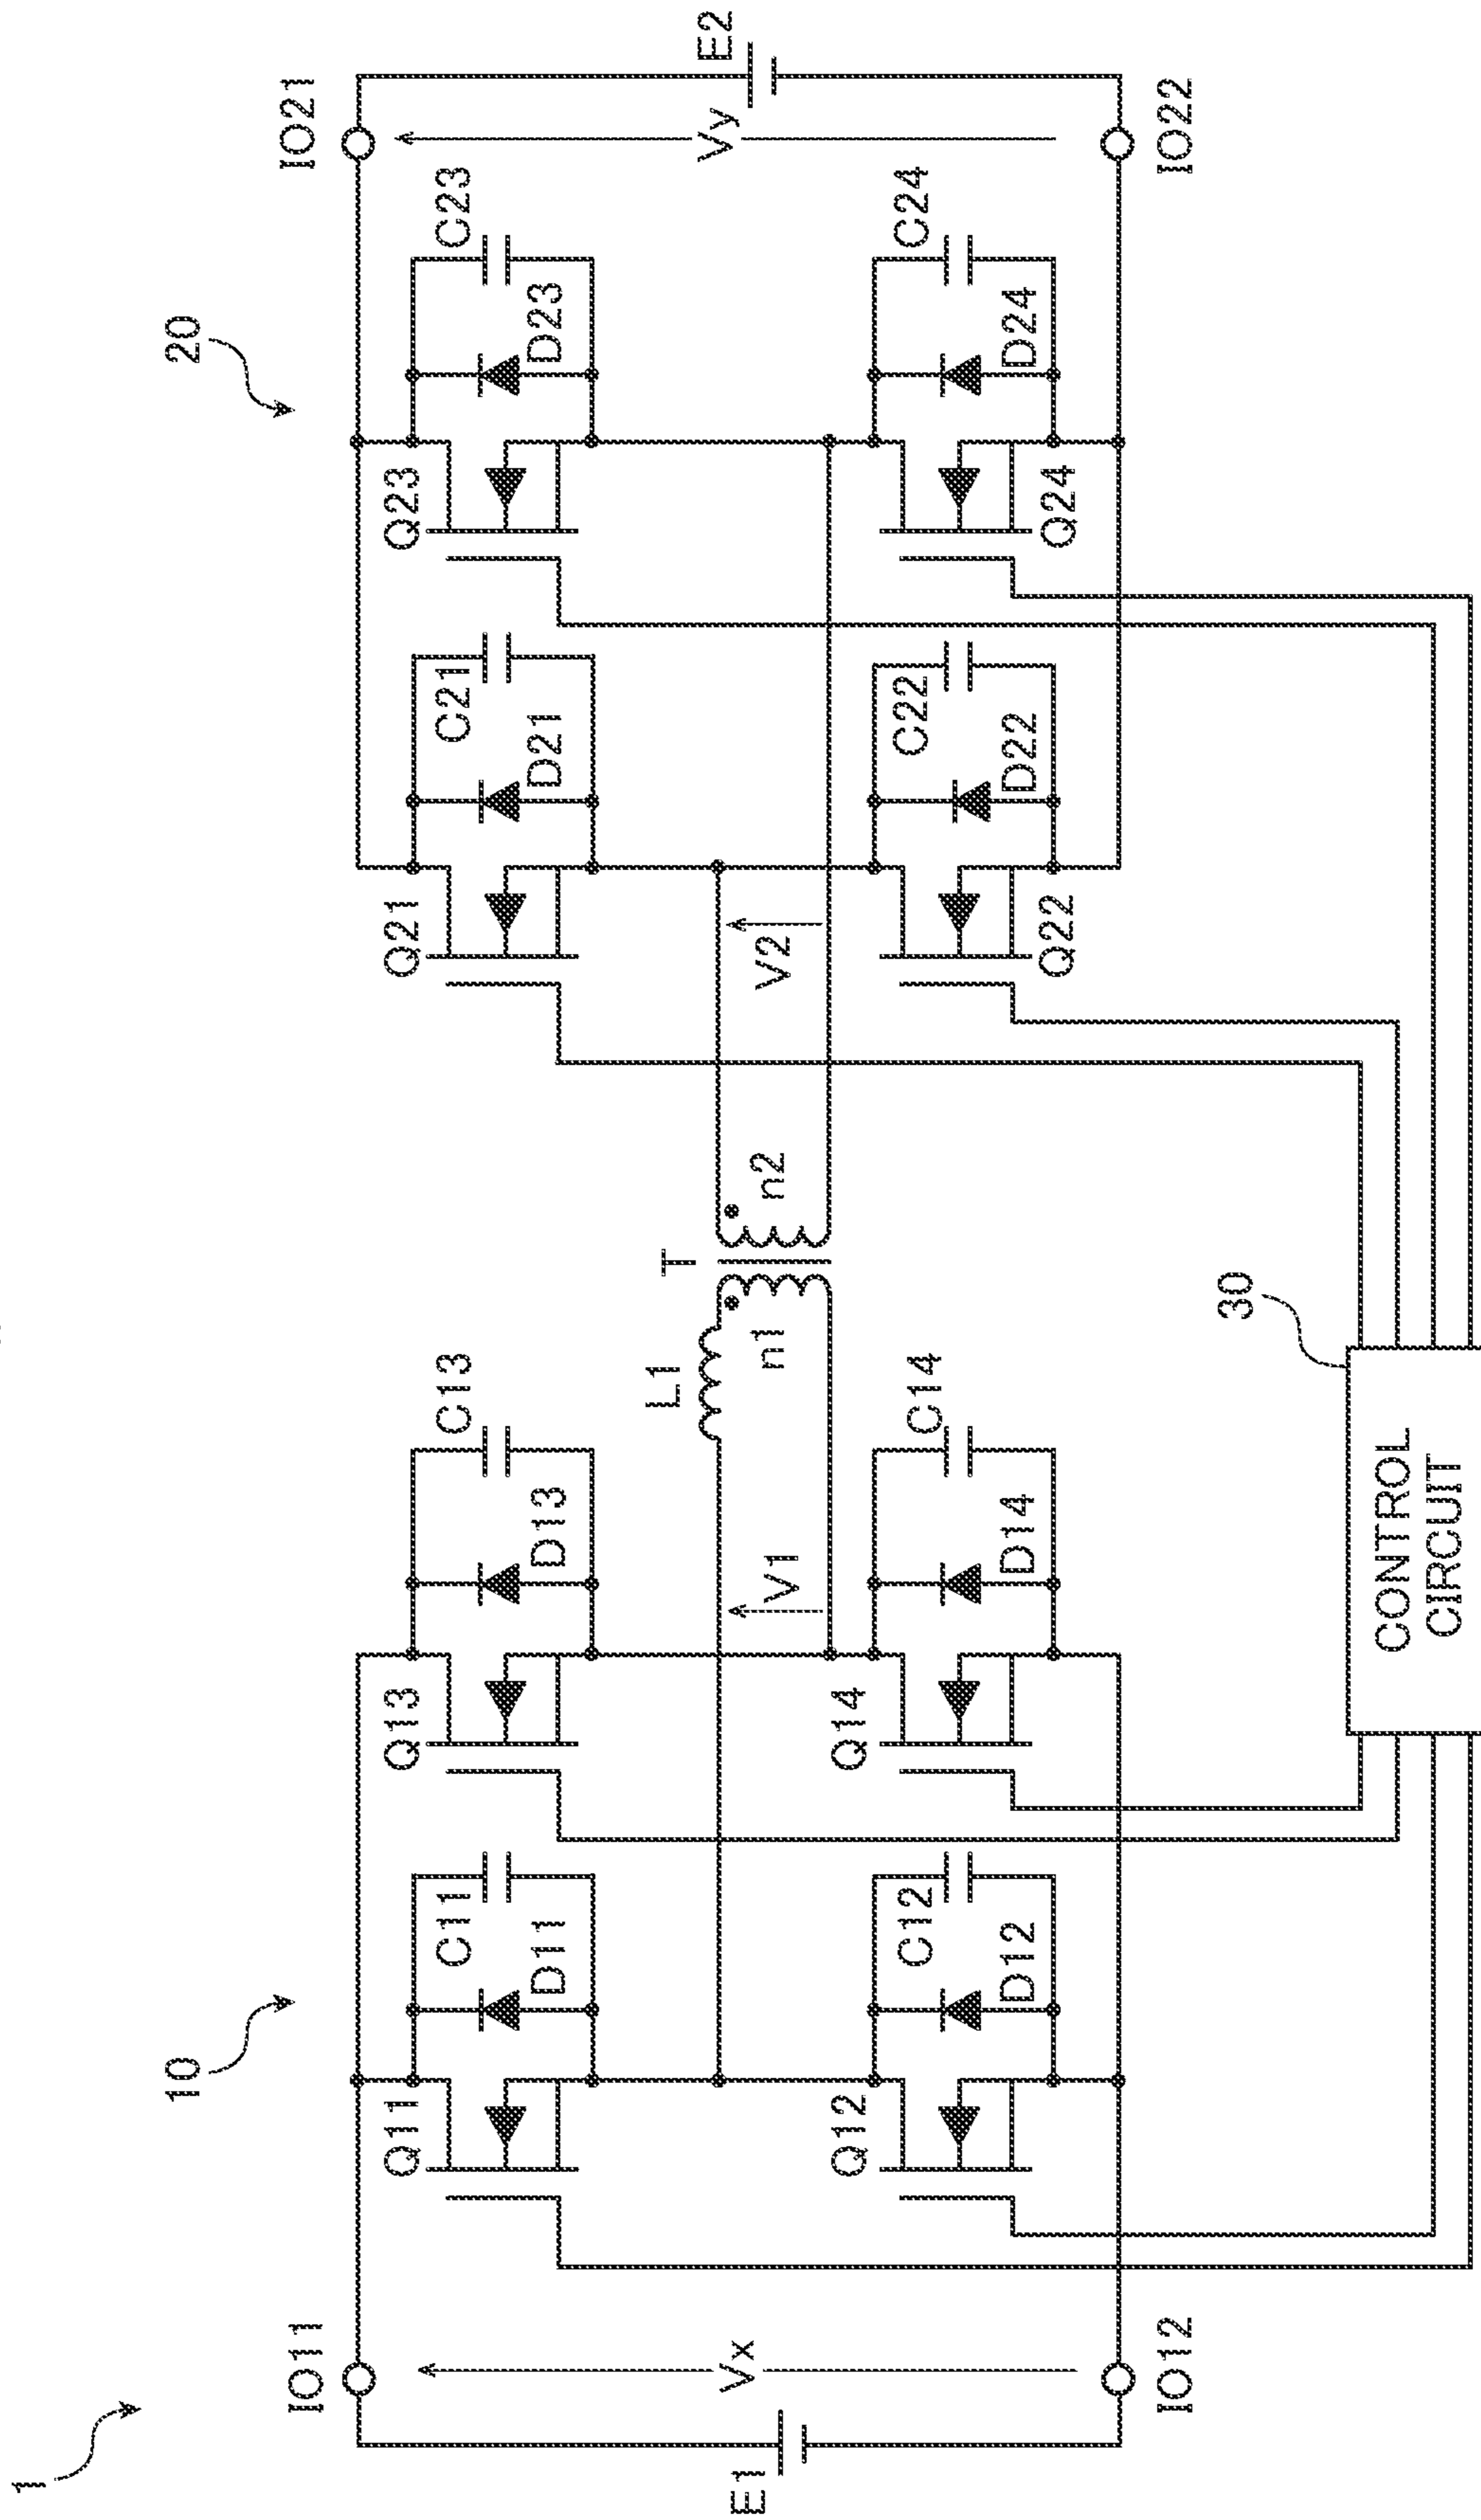 1
10
20
IO11
IO21
Q11
C11
D11
Q13
C13
D13
Q21
C21
D21
Q23
C23
D23
E1
Vx
V1
L1
T
n1
n2
V2
Vy
E2
Q12
C12
D12
Q14
C14
D14
Q22
C22
D22
Q24
C24
D24
IO12
IO22
30
CONTROL
CIRCUIT